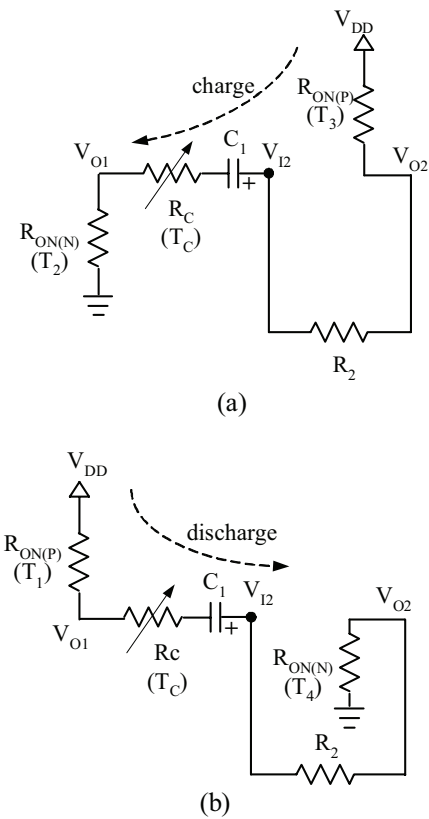 V_DD
charge
R_ON(P)
(T_3)
V_O1
C_1
V_I2
V_O2
+
R_ON(N)
(T_2)
R_C
(T_C)
R_2
(a)
V_DD
discharge
R_ON(P)
(T_1)
C_1
V_I2
V_O2
V_O1
+
Rc
(T_C)
R_ON(N)
(T_4)
R_2
(b)